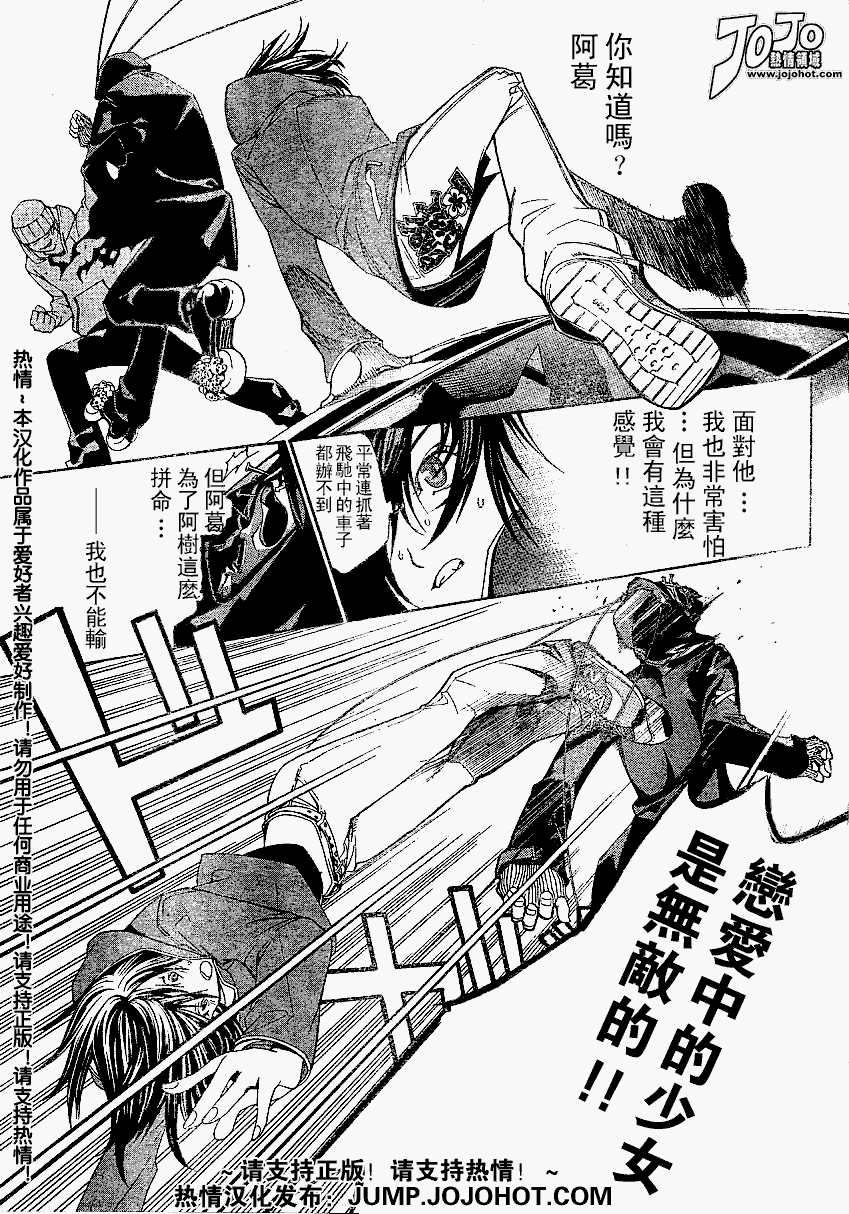 JOJO
熱情領域
www.jojohot.com
你知道嗎？
阿葛
面對他…
我也非常害怕
…但為什麼
我會有這種
感覺!!
平常連抓著
飛馳中的車子
都辦不到
但阿葛
為了阿樹這麼
拼命…
——我也不能輸
戀愛中的少女
是無敵的!!
热情~本汉化作品属于爱好者兴趣爱好制作！请勿用于任何商业用途！请支持正版！请支持热情！
~请支持正版！请支持热情！~
热情汉化发布：JUMP.JOJOHOT.COM